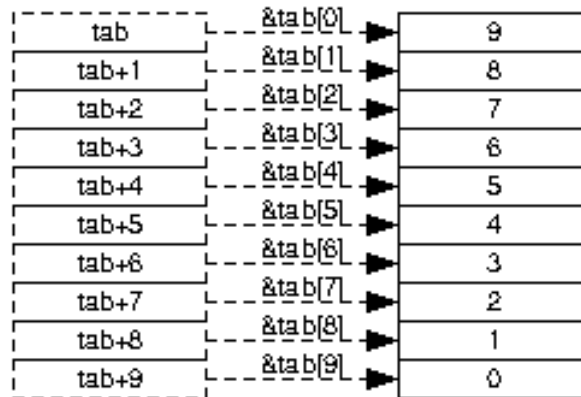 tab &tab[0] 9
tab+1 &tab[1] 8
tab+2 &tab[2] 7
tab+3 &tab[3] 6
tab+4 &tab[4] 5
tab+5 &tab[5] 4
tab+6 &tab[6] 3
tab+7 &tab[7] 2
tab+8 &tab[8] 1
tab+9 &tab[9] 0